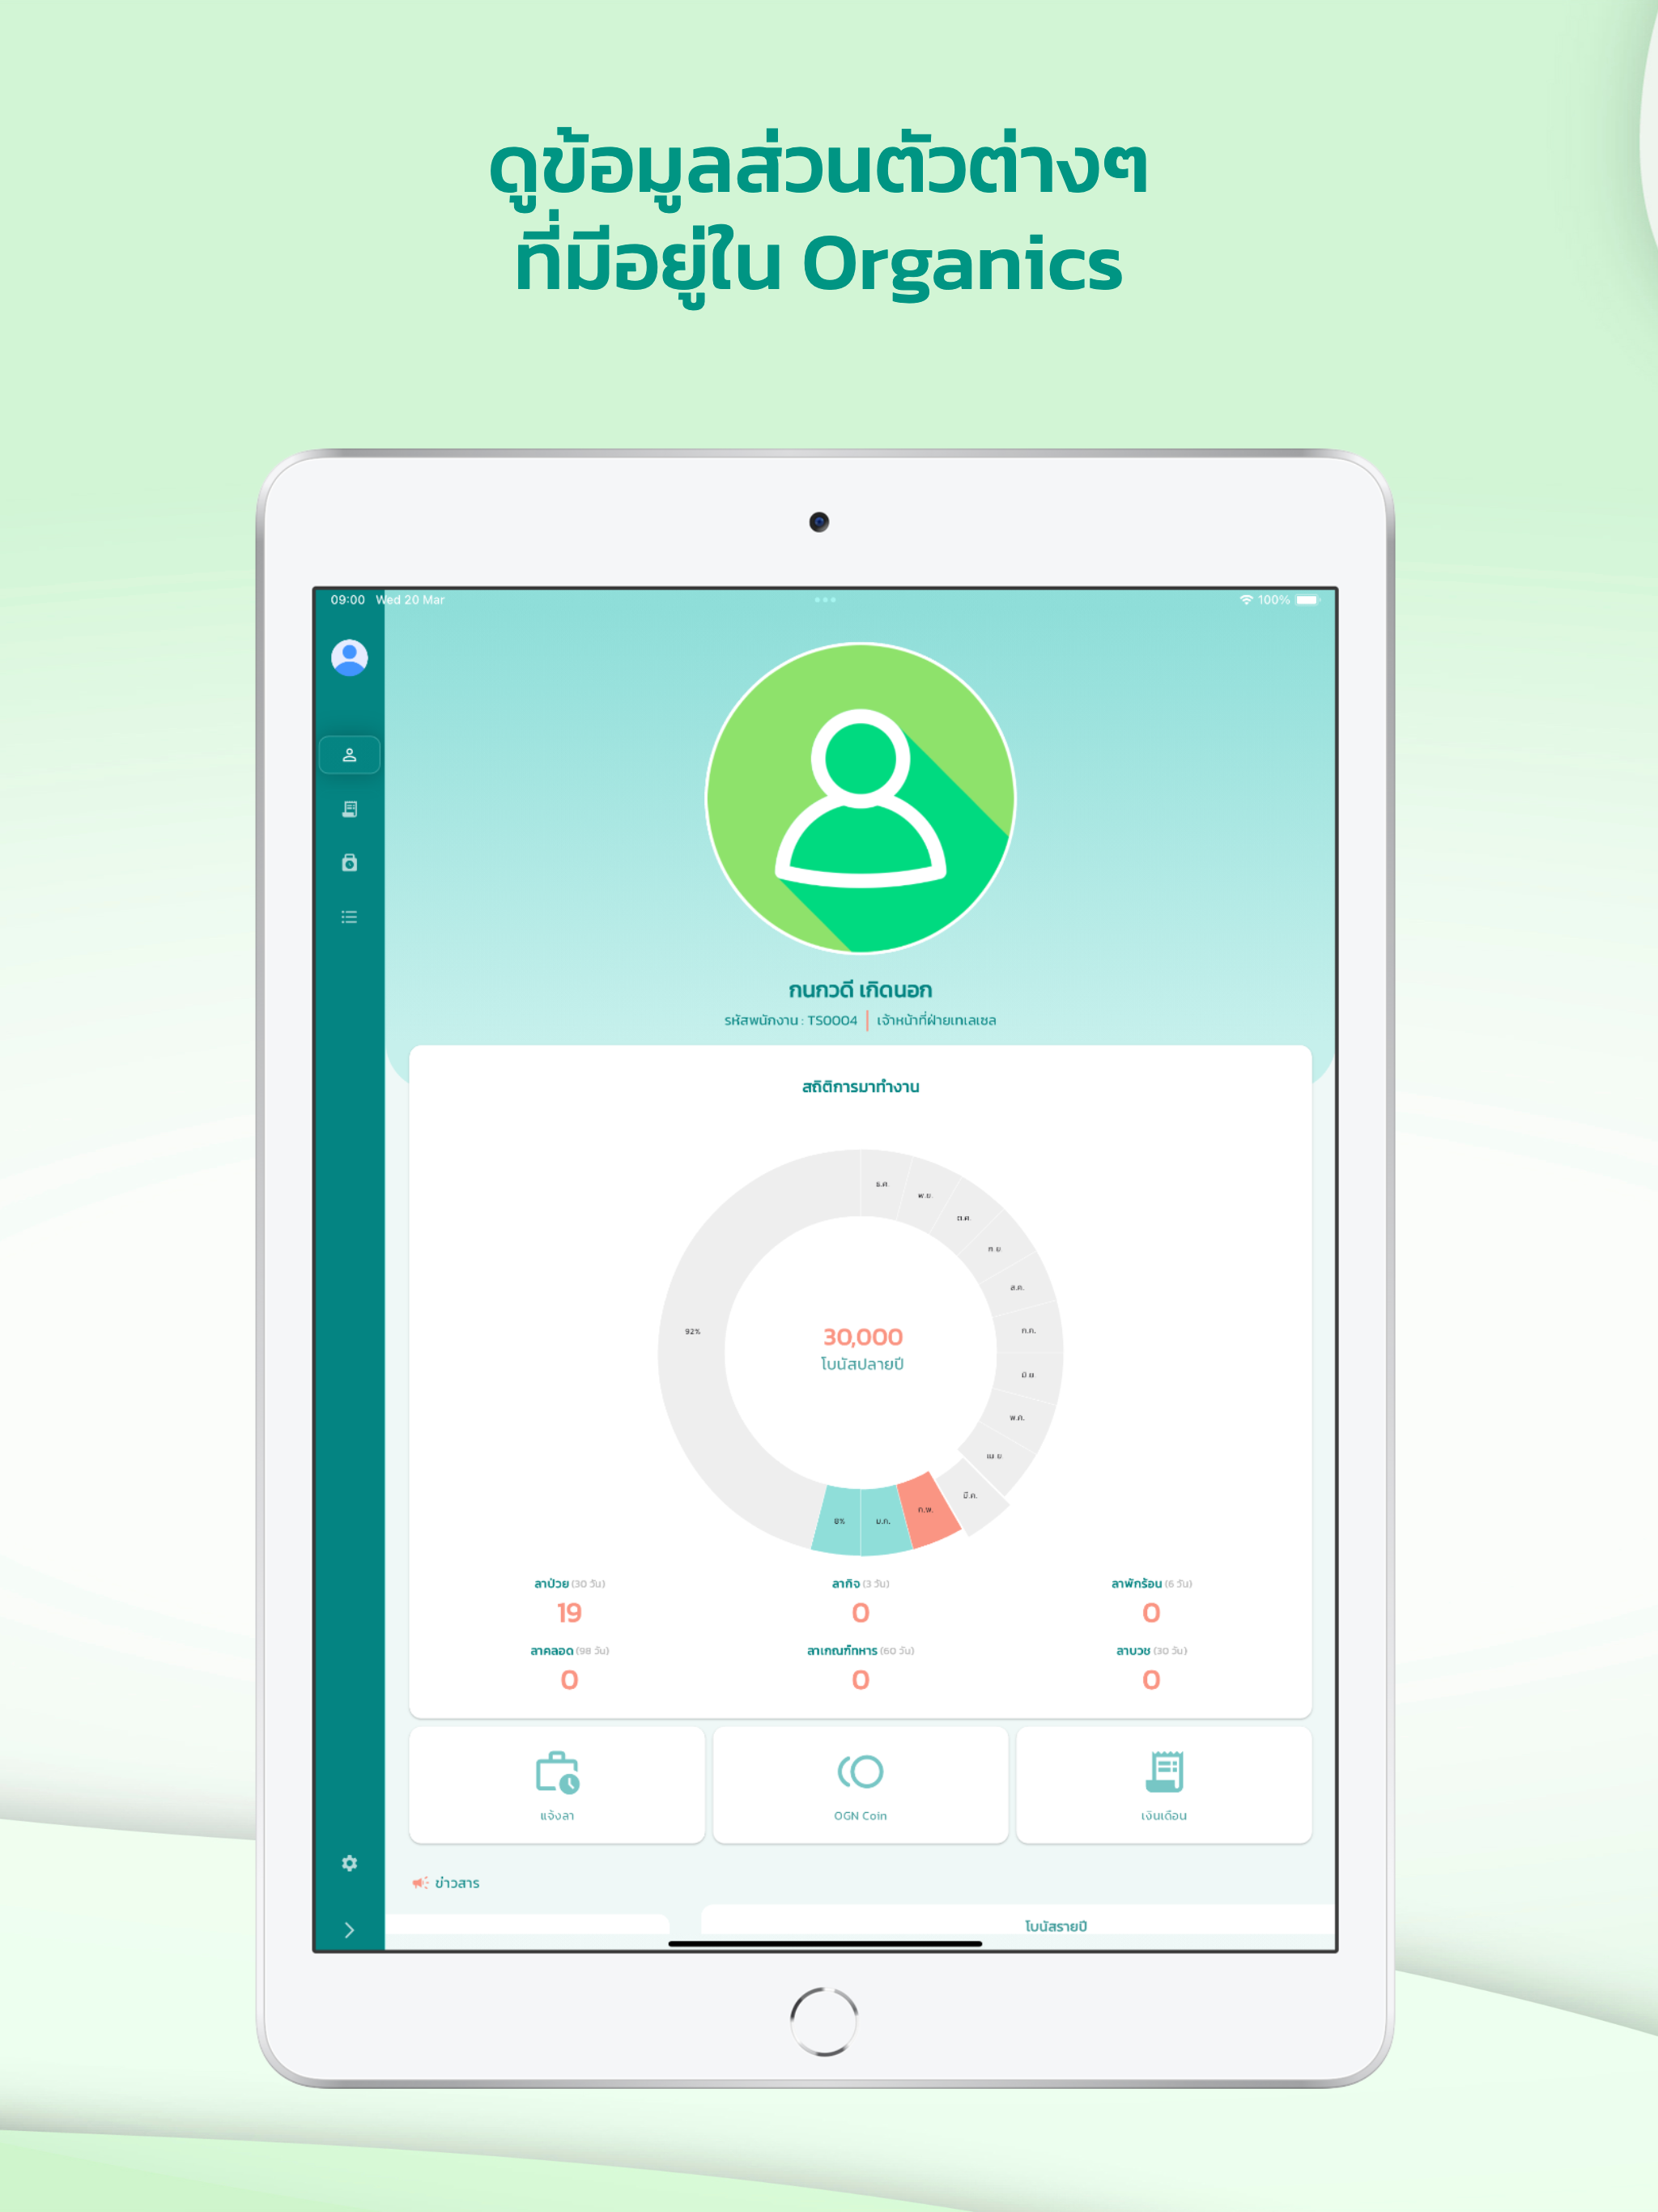 ดูข้อมูลส่วนตัวต่างๆ
ที่มีอยู่ใน Organics
09:00 Wed 20 Mar
100%
กนกวดี เกิดนอก
รหัสพนักงาน : TS0004 | เจ้าหน้าที่ฝ่ายเทเลเซล
สถิติการมาทำงาน
ธ.ค.
พ.ย.
ต.ค.
ก.ย
ส.ค.
ก.ค.
มิ.ย.
พ.ค.
เม.ย
มี.ค.
ก.พ.
ม.ค.
8%
92%
30,000
โบนัสปลายปี
ลาป่วย (30 วัน)
19
ลากิจ (3 วัน)
0
ลาพักร้อน (6 วัน)
0
ลาคลอด (98 วัน)
0
ลาเกณฑ์ทหาร (60 วัน)
0
ลาบวช (30 วัน)
0
แจ้งลา
OGN Coin
เงินเดือน
ข่าวสาร
โบนัสรายปี